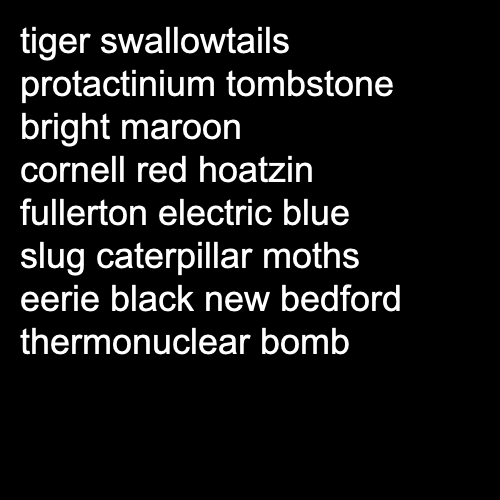 tiger swallowtails
protactinium tombstone
bright maroon
cornell red hoatzin
fullerton electric blue
slug caterpillar moths
eerie black new bedford
thermonuclear bomb